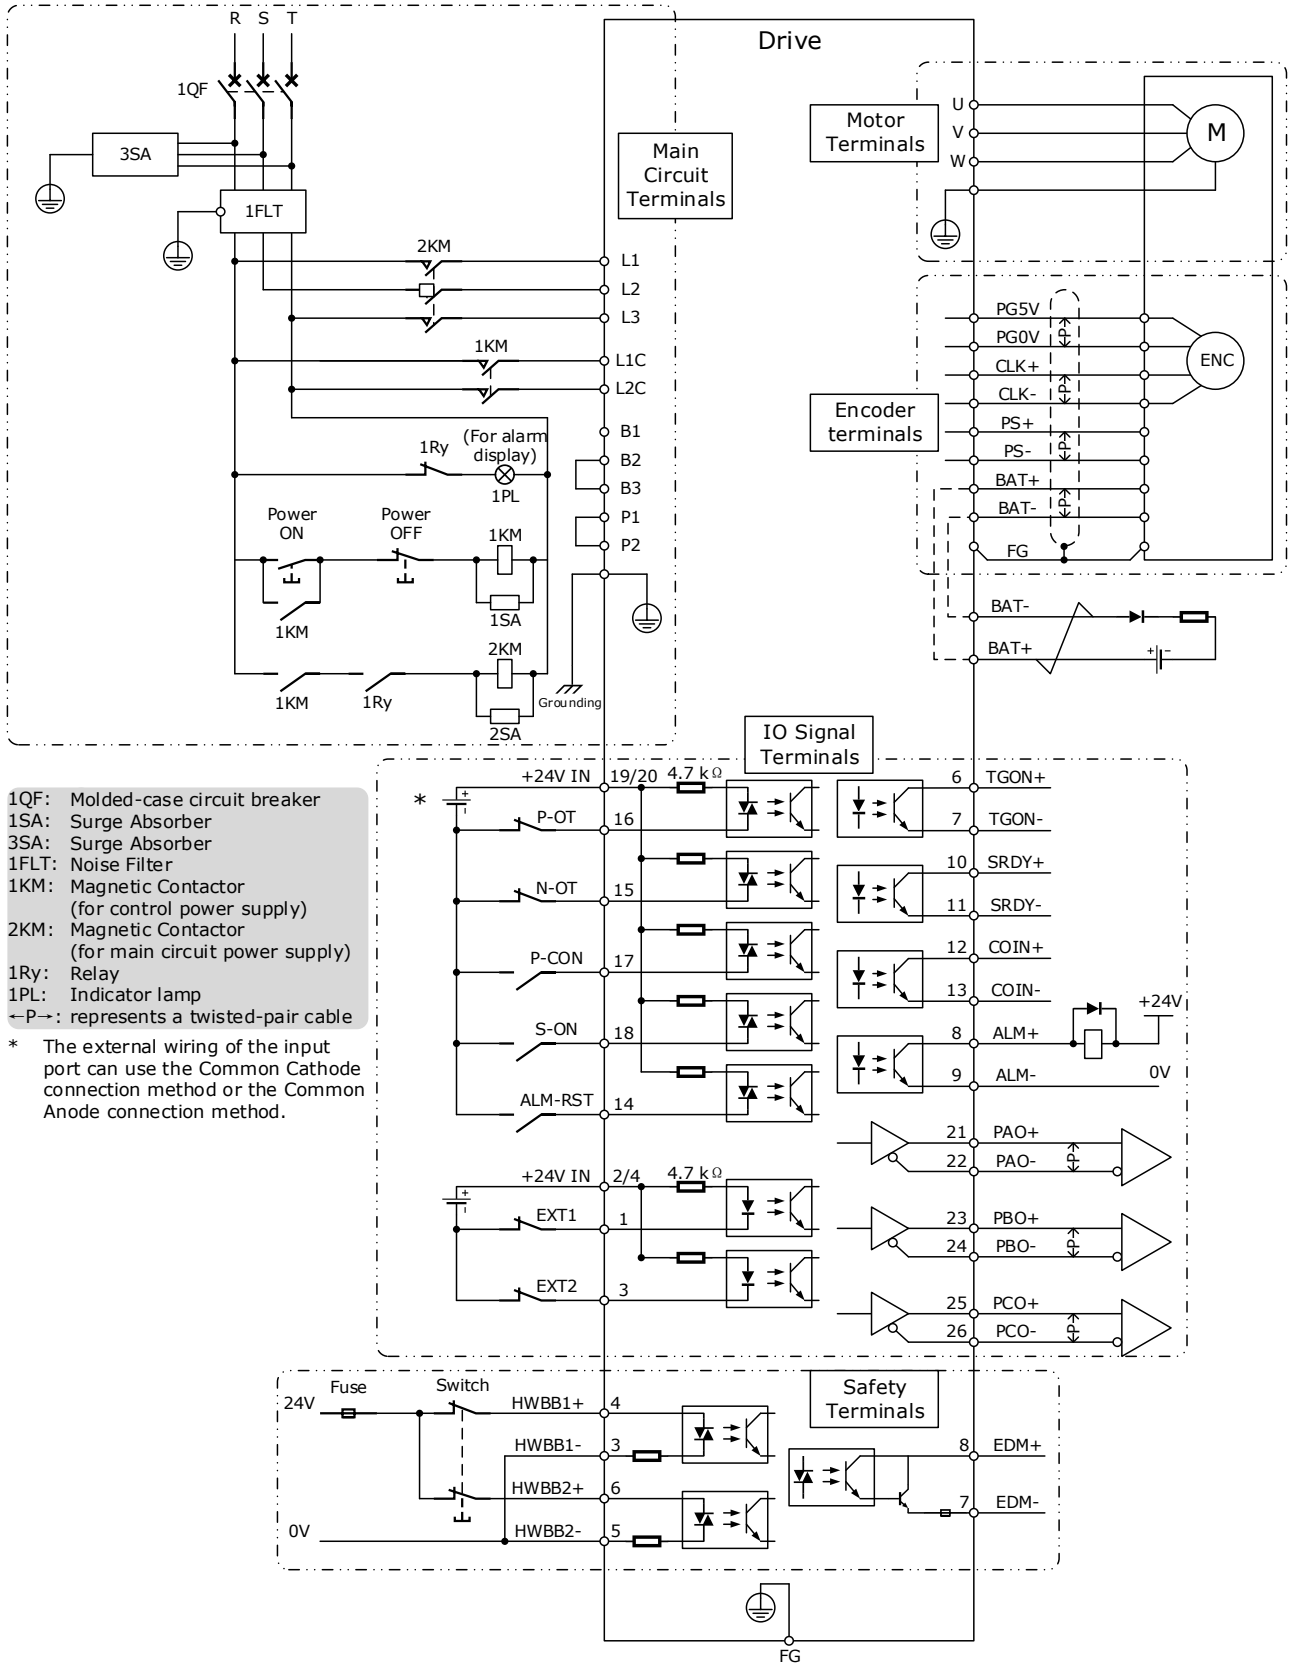 R S T
Drive
1QF
3SA
1FLT
Main
Circuit
Terminals
2KM
L1
L2
L3
1KM
L1C
L2C
B1
B2
B3
P1
P2
1Ry
(For alarm
display)
1PL
Power
ON
Power
OFF
1KM
1SA
1KM
2KM
2SA
1KM
1Ry
Grounding
Motor
Terminals
U
V
W
M
Encoder
terminals
PG5V
PG0V
CLK+
CLK-
PS+
PS-
BAT+
BAT-
FG
P
P
P
P
ENC
BAT-
BAT+
+ -
1QF: Molded-case circuit breaker
1SA: Surge Absorber
3SA: Surge Absorber
1FLT: Noise Filter
1KM: Magnetic Contactor
(for control power supply)
2KM: Magnetic Contactor
(for main circuit power supply)
1Ry: Relay
1PL: Indicator lamp
←P→: represents a twisted-pair cable
* The external wiring of the input
port can use the Common Cathode
connection method or the Common
Anode connection method.
IO Signal
Terminals
*
+
-
+24V IN 19/20 4.7 kΩ
P-OT 16
N-OT 15
P-CON 17
S-ON 18
ALM-RST 14
+24V IN 2/4 4.7 kΩ
+
-
EXT1 1
EXT2 3
6 TGON+
7 TGON-
10 SRDY+
11 SRDY-
12 COIN+
13 COIN-
8 ALM+
9 ALM-
+24V
0V
21 PAO+
22 PAO-
P
23 PBO+
24 PBO-
P
25 PCO+
26 PCO-
P
Safety
Terminals
24V
Fuse
Switch
HWBB1+ 4
HWBB1- 3
HWBB2+ 6
HWBB2- 5
0V
8 EDM+
7 EDM-
FG